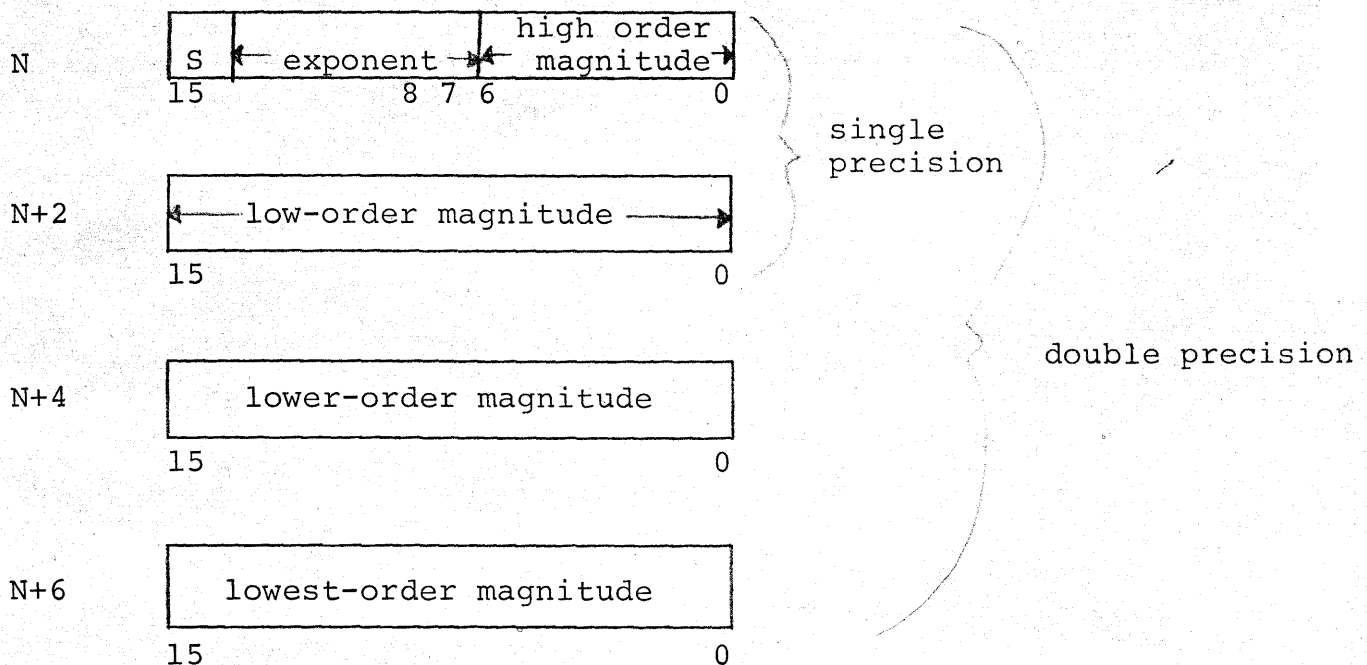 high order
N S exponent magnitude
15 8 7 6 0
single
precision
N+2 low-order magnitude
15 0
double precision
N+4 lower-order magnitude
15 0
N+6 lowest-order magnitude
15 0